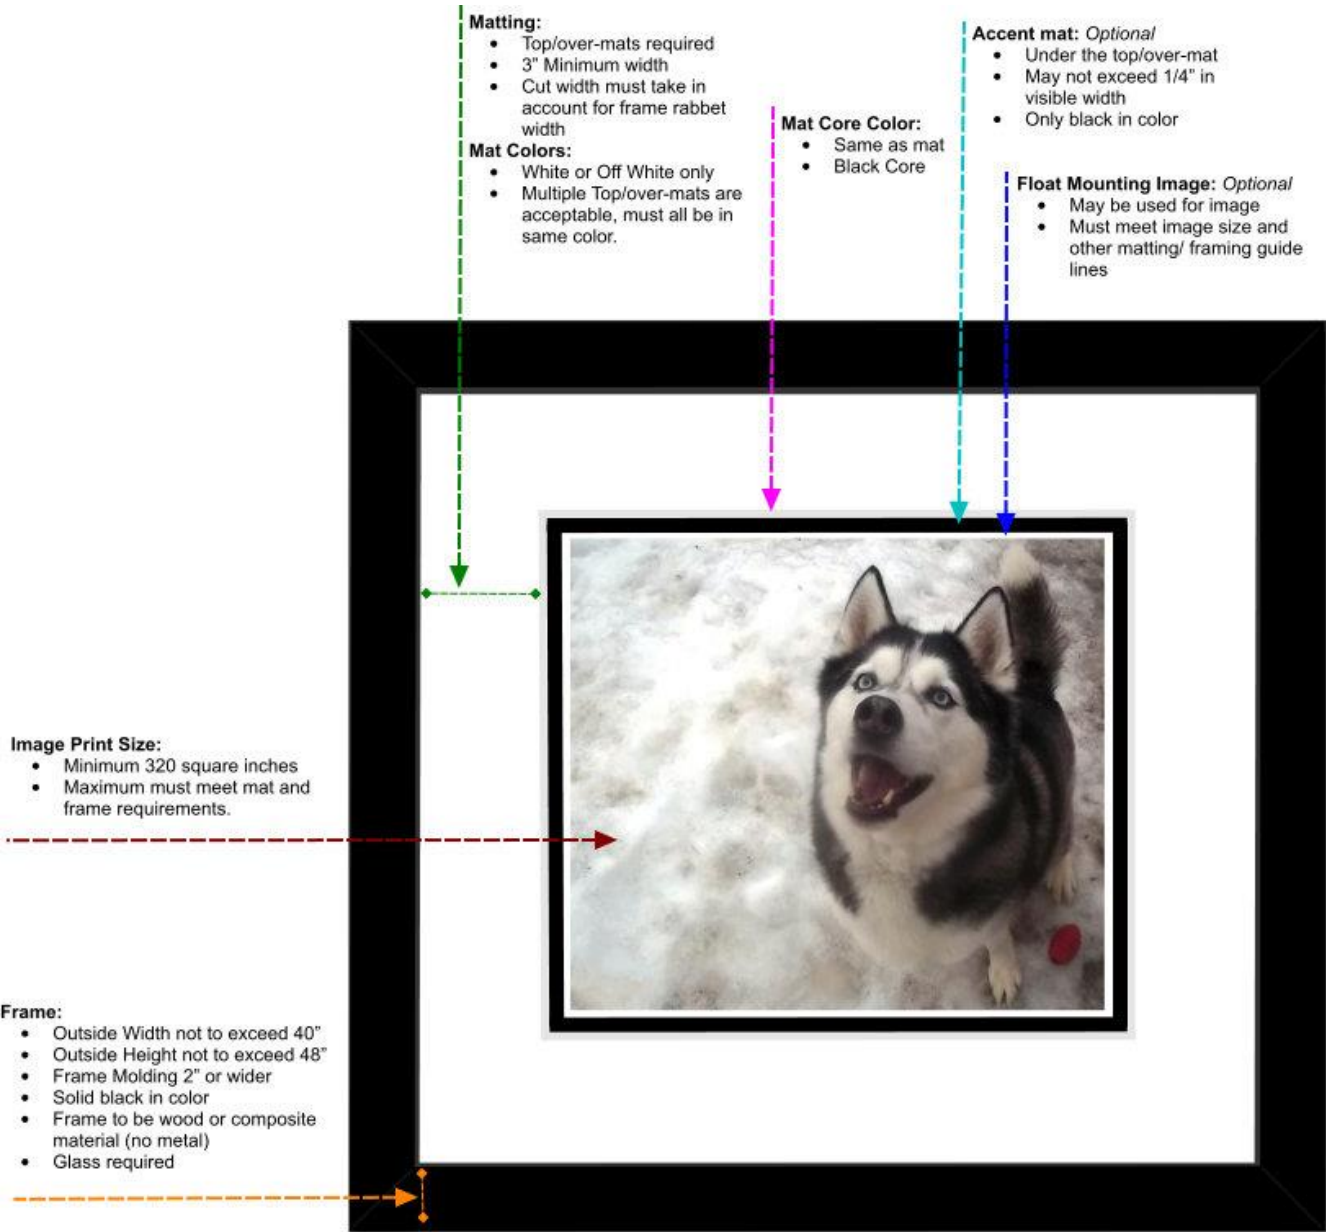 Matting:
• Top/over-mats required
• 3” Minimum width
• Cut width must take in
account for frame rabbet
width
Mat Colors:
• White or Off White only
• Multiple Top/over-mats are
acceptable, must all be in
same color.
Mat Core Color:
• Same as mat
• Black Core
Accent mat: Optional
• Under the top/over-mat
• May not exceed 1/4” in
visible width
• Only black in color
Float Mounting Image: Optional
• May be used for image
• Must meet image size and
other matting/ framing guide
lines
Image Print Size:
• Minimum 320 square inches
• Maximum must meet mat and
frame requirements.
Frame:
• Outside Width not to exceed 40”
• Outside Height not to exceed 48”
• Frame Molding 2” or wider
• Solid black in color
• Frame to be wood or composite
material (no metal)
• Glass required